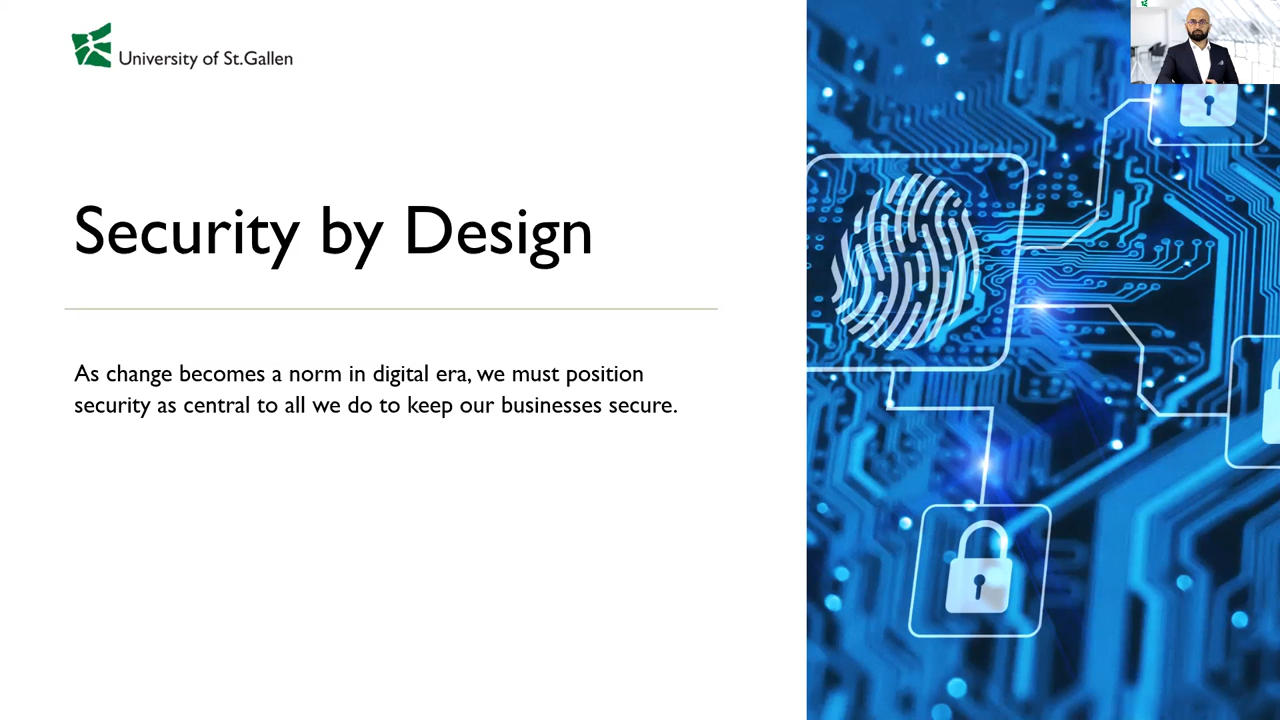 University of St.Gallen
Security by Design
As change becomes a norm in digital era, we must position
security as central to all we do to keep our businesses secure.